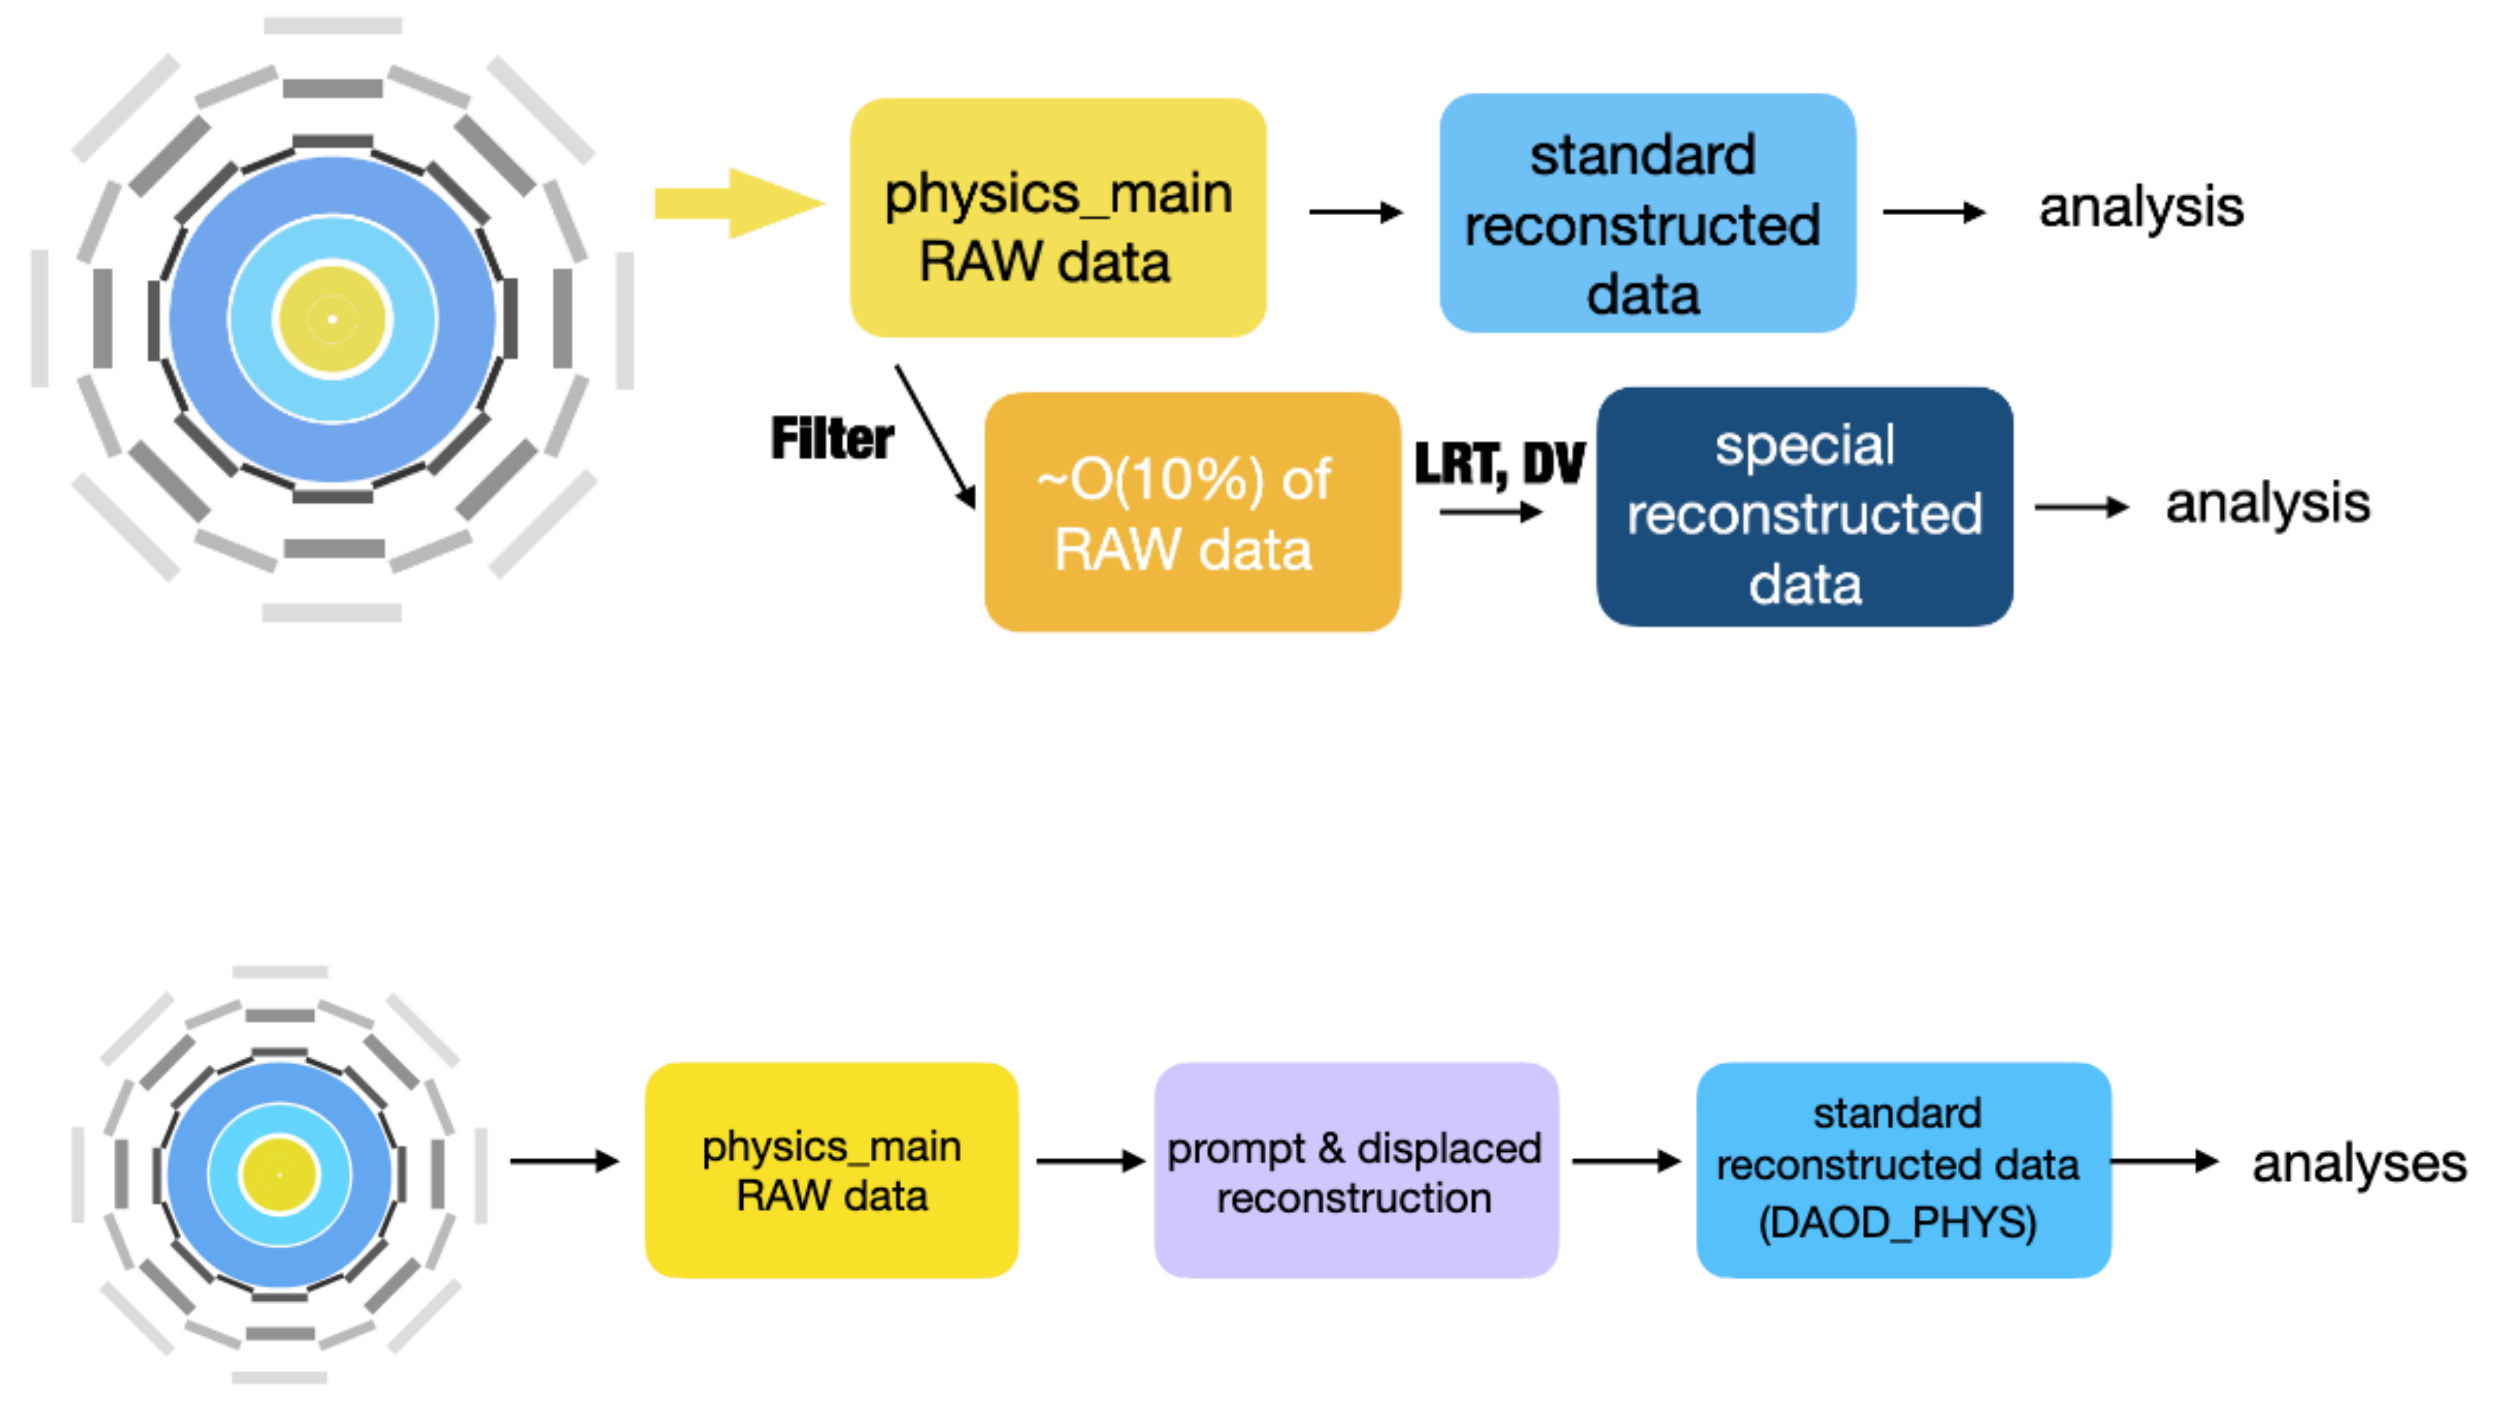 physics_main
RAW data
standard
reconstructed
data
analysis
Filter
~O(10%) of
RAW data
LRT, DV
special
reconstructed
data
analysis
physics_main
RAW data
prompt & displaced
reconstruction
standard
reconstructed data
(DAOD_PHYS)
analyses